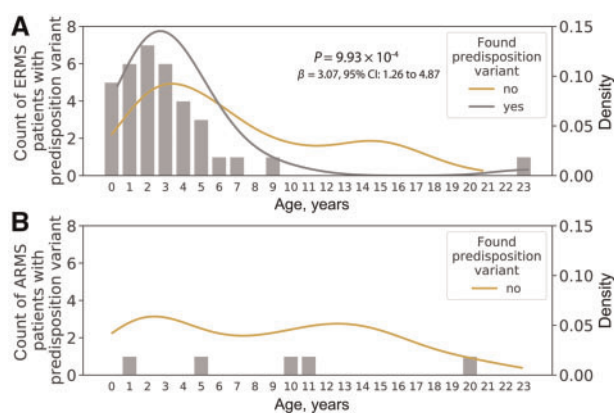 A
Count of ERMS
patients with
predisposition variant
8
6
4
2
0
P = 9.93 × 10⁻⁴
β = 3.07, 95% CI: 1.26 to 4.87
Found
predisposition
variant
no
yes
0.15
0.10
0.05
0.00
Density
0 1 2 3 4 5 6 7 8 9 10 11 12 13 14 15 16 17 18 19 20 21 22 23
Age, years
B
Count of ARMS
patients with
predisposition variant
8
6
4
2
0
Found
predisposition
variant
no
0.15
0.10
0.05
0.00
Density
0 1 2 3 4 5 6 7 8 9 10 11 12 13 14 15 16 17 18 19 20 21 22 23
Age, years